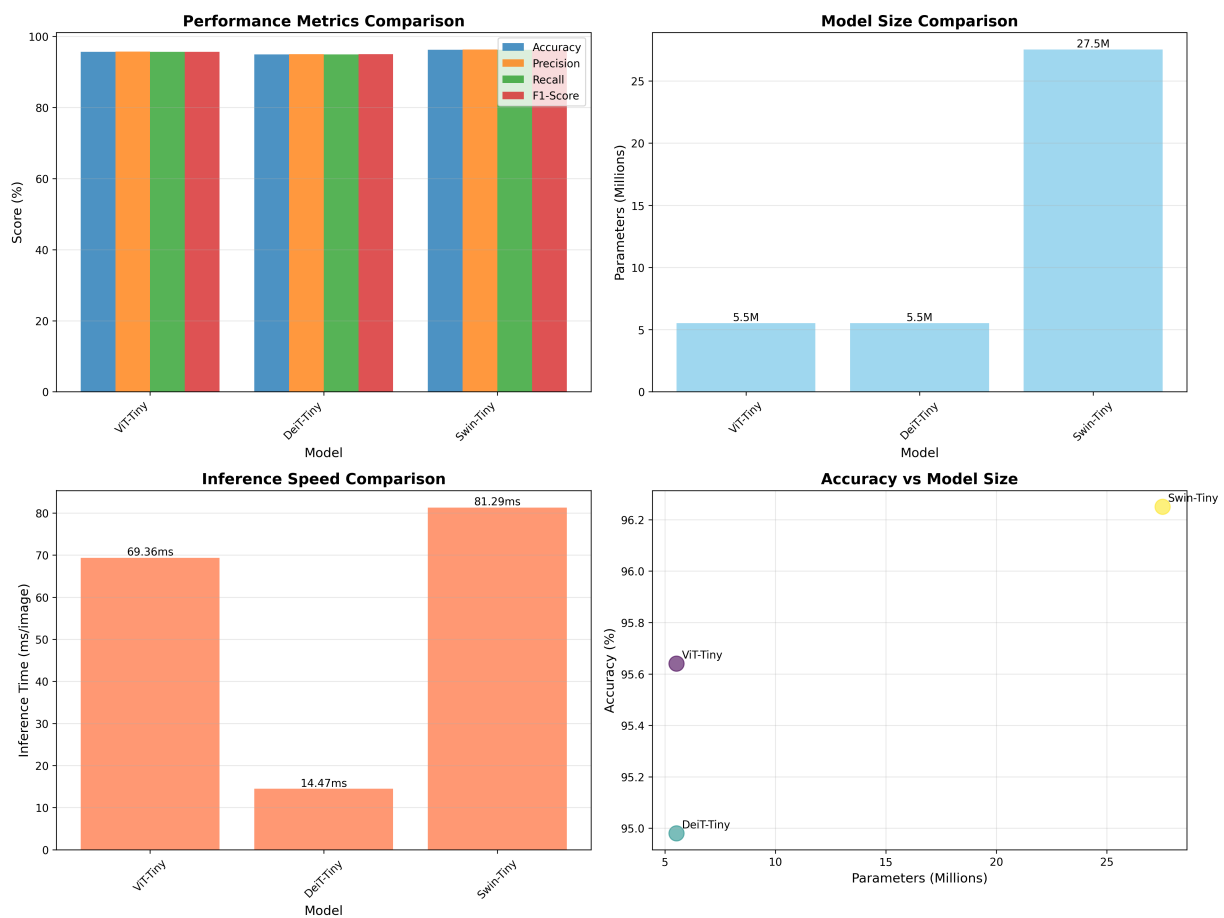 Performance Metrics Comparison
Score (%)
100
80
60
40
20
0
Accuracy
Precision
Recall
F1-Score
ViT-Tiny
DeiT-Tiny
Swin-Tiny
Model
Model Size Comparison
Parameters (Millions)
25
20
15
10
5
0
5.5M
5.5M
27.5M
ViT-Tiny
DeiT-Tiny
Swin-Tiny
Model
Inference Speed Comparison
Inference Time (ms/image)
80
70
60
50
40
30
20
10
0
69.36ms
14.47ms
81.29ms
ViT-Tiny
DeiT-Tiny
Swin-Tiny
Model
Accuracy vs Model Size
Accuracy (%)
96.2
96.0
95.8
95.6
95.4
95.2
95.0
Swin-Tiny
ViT-Tiny
DeiT-Tiny
5
10
15
20
25
Parameters (Millions)